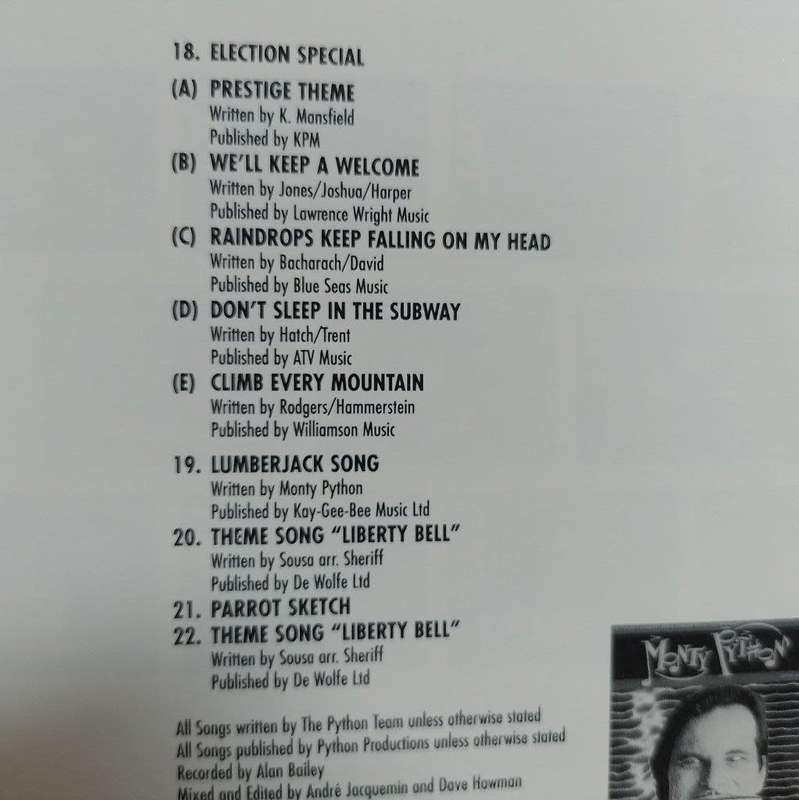 18. ELECTION SPECIAL
(A) PRESTIGE THEME
Written by K. Mansfield
Published by KPM
(B) WE'LL KEEP A WELCOME
Written by Jones/Joshua/Harper
Published by Lawrence Wright Music
(C) RAINDROPS KEEP FALLING ON MY HEAD
Written by Bacharach/David
Published by Blue Seas Music
(D) DON'T SLEEP IN THE SUBWAY
Written by Hatch/Trent
Published by ATV Music
(E) CLIMB EVERY MOUNTAIN
Written by Rodgers/Hammerstein
Published by Williamson Music
19. LUMBERJACK SONG
Written by Monty Python
Published by Kay-Gee-Bee Music Ltd
20. THEME SONG "LIBERTY BELL"
Written by Sousa arr. Sheriff
Published by De Wolfe Ltd
21. PARROT SKETCH
22. THEME SONG "LIBERTY BELL"
Written by Sousa arr. Sheriff
Published by De Wolfe Ltd
All Songs written by The Python Team unless otherwise stated
All Songs published by Python Productions unless otherwise stated
Recorded by Alan Bailey
Mixed and Edited by André Jacquemin and Dave Howman
MONTY PYTHON